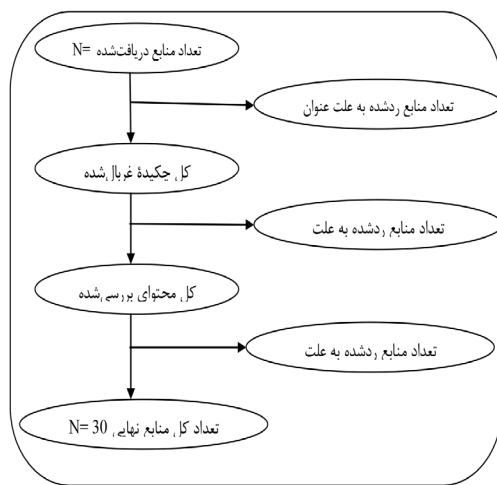 تعداد منابع دریافت‌شده N=
تعداد منابع ردشده به علت عنوان
کل چکیدۀ غربال‌شده
تعداد منابع ردشده به علت
کل محتوای بررسی‌شده
تعداد منابع ردشده به علت
تعداد کل منابع نهایی N= 30